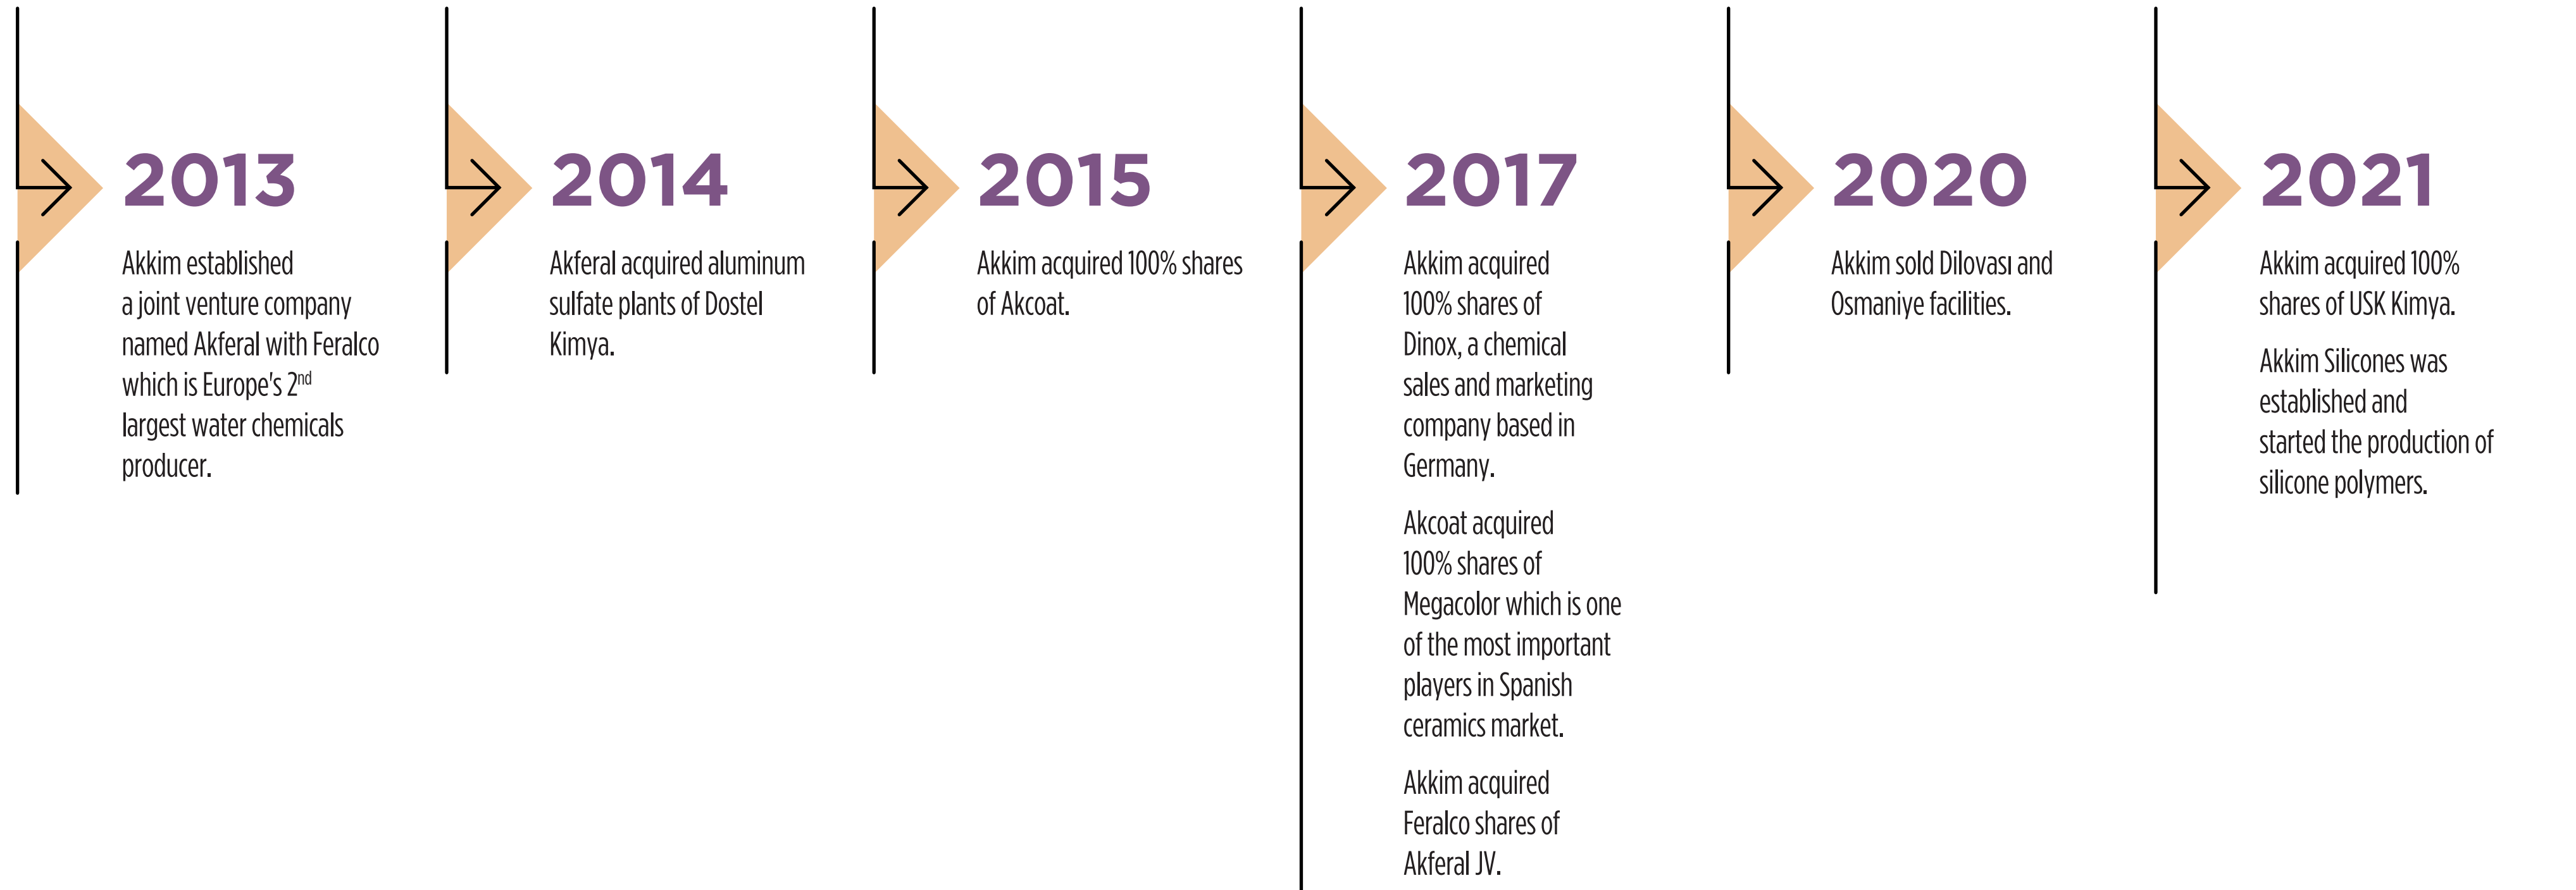 2013
Akkim established
a joint venture company
named Akferal with Feralco
which is Europe's 2nd
largest water chemicals
producer.
2014
Akferal acquired aluminum
sulfate plants of Dostel
Kimya.
2015
Akkim acquired 100% shares
of Akcoat.
2017
Akkim acquired
100% shares of
Dinox, a chemical
sales and marketing
company based in
Germany.
Akcoat acquired
100% shares of
Megacolor which is one
of the most important
players in Spanish
ceramics market.
Akkim acquired
Feralco shares of
Akferal JV.
2020
Akkim sold Dilovası and
Osmaniye facilities.
2021
Akkim acquired 100%
shares of USK Kimya.
Akkim Silicones was
established and
started the production of
silicone polymers.